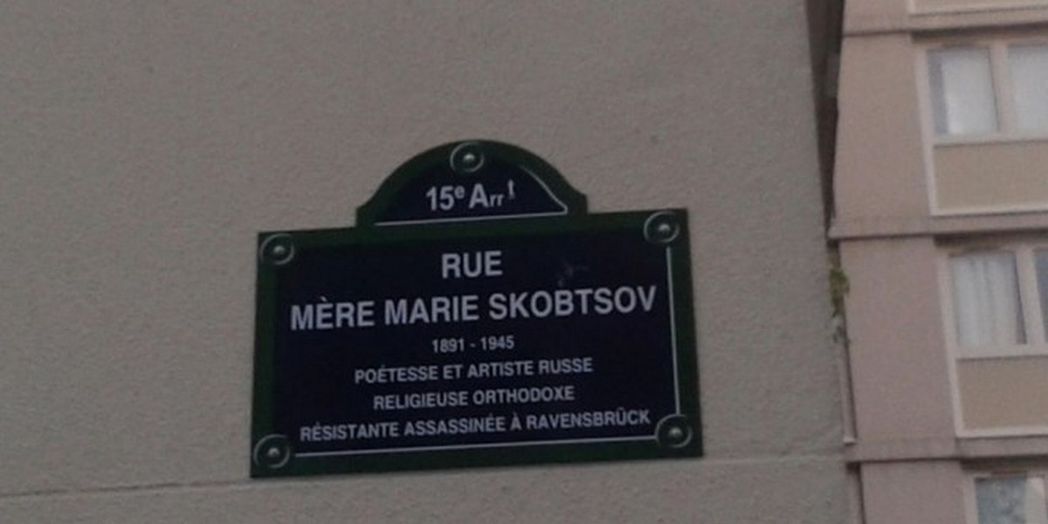 15e Arrt
RUE
MÈRE MARIE SKOBTSOV
1891 - 1945
POÉTESSE ET ARTISTE RUSSE
RELIGIEUSE ORTHODOXE
RÉSISTANTE ASSASSINÉE À RAVENSBRÜCK